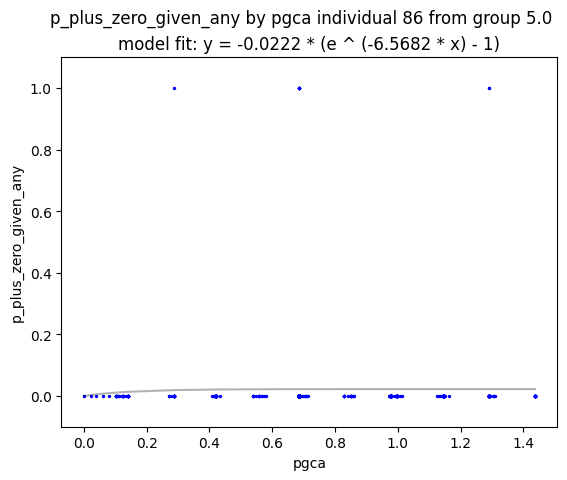 p_plus_zero_given_any by pgca individual 86 from group 5.0
model fit: y = -0.0222 * (e ^ (-6.5682 * x) - 1)
1.0
0.8
0.6
0.4
0.2
0.0
p_plus_zero_given_any
0.0 0.2 0.4 0.6 0.8 1.0 1.2 1.4
pgca